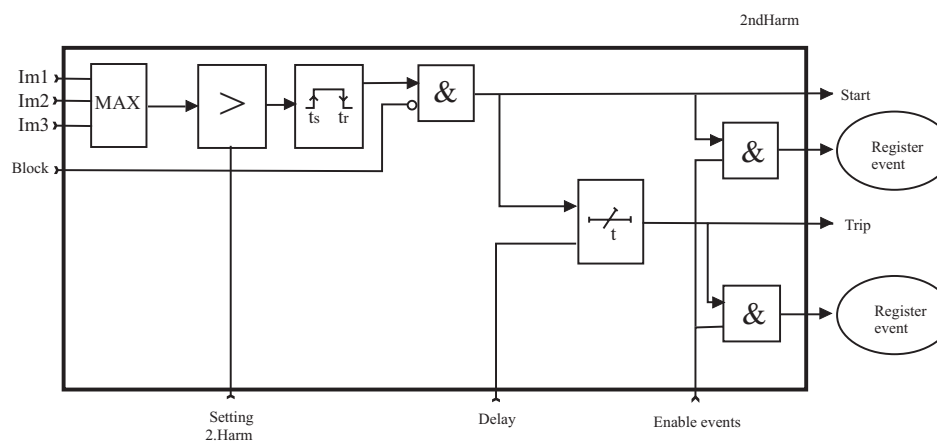 2ndHarm
Im1
Im2
Im3
MAX
>
ts
tr
&
Start
Block
&
Register
event
t
Trip
&
Register
event
Setting
2.Harm
Delay
Enable events